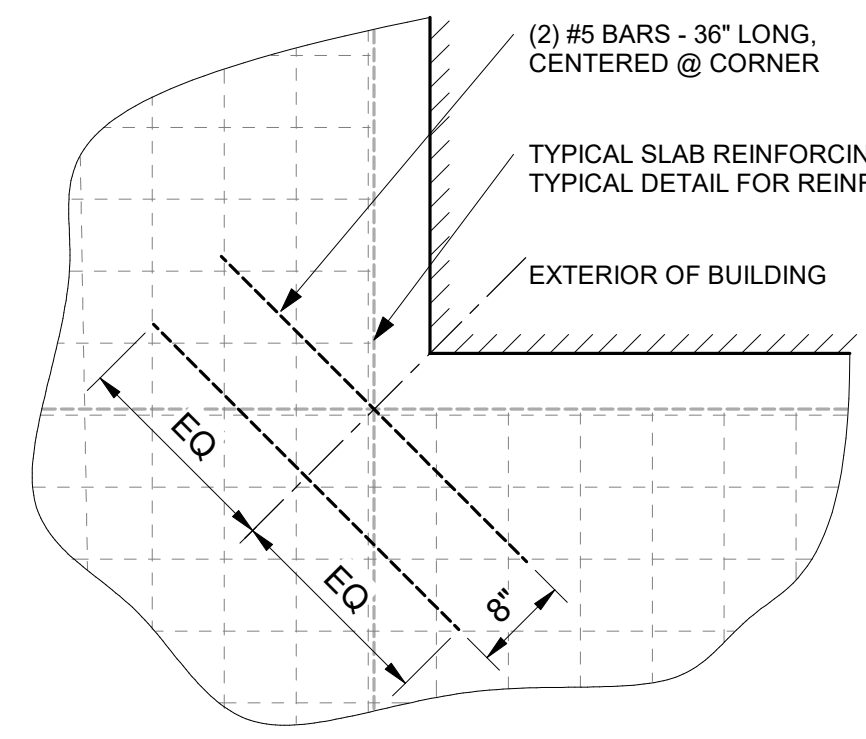 (2) #5 BARS - 36" LONG,
CENTERED @ CORNER
TYPICAL SLAB REINFORCIN
TYPICAL DETAIL FOR REINF
EXTERIOR OF BUILDING
EQ
EQ
8"